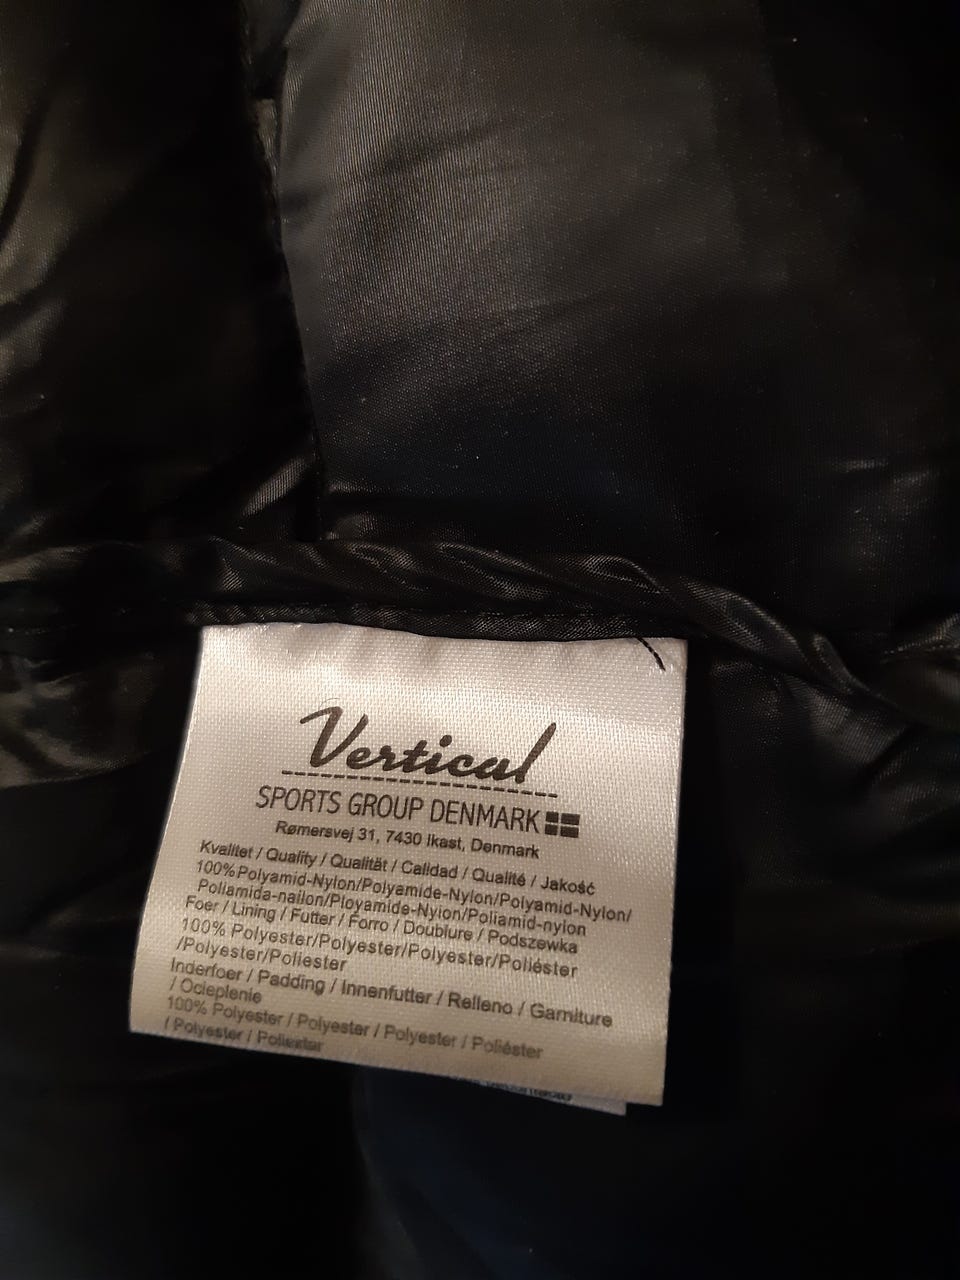 Vertical
SPORTS GROUP DENMARK
Rømersvej 31, 7430 Ikast, Denmark
Kvalitet / Quality / Qualität / Calidad / Qualité / Jakość
100%Polyamid-Nylon/Polyamide-Nylon/Polyamid-Nylon/
Poliamida-nailon/Ployamide-Nylon/Poliamid-nylon
Foer / Lining / Futter / Forro / Doublure / Podszewka
100% Polyester/Polyester/Polyester/Poliéster
/Polyester/Poliester
Inderfoer / Padding / Innenfutter / Relleno / Garniture
/ Ocieplenie
100% Polyester / Polyester / Polyester / Poliéster
/ Polyester / Poliester